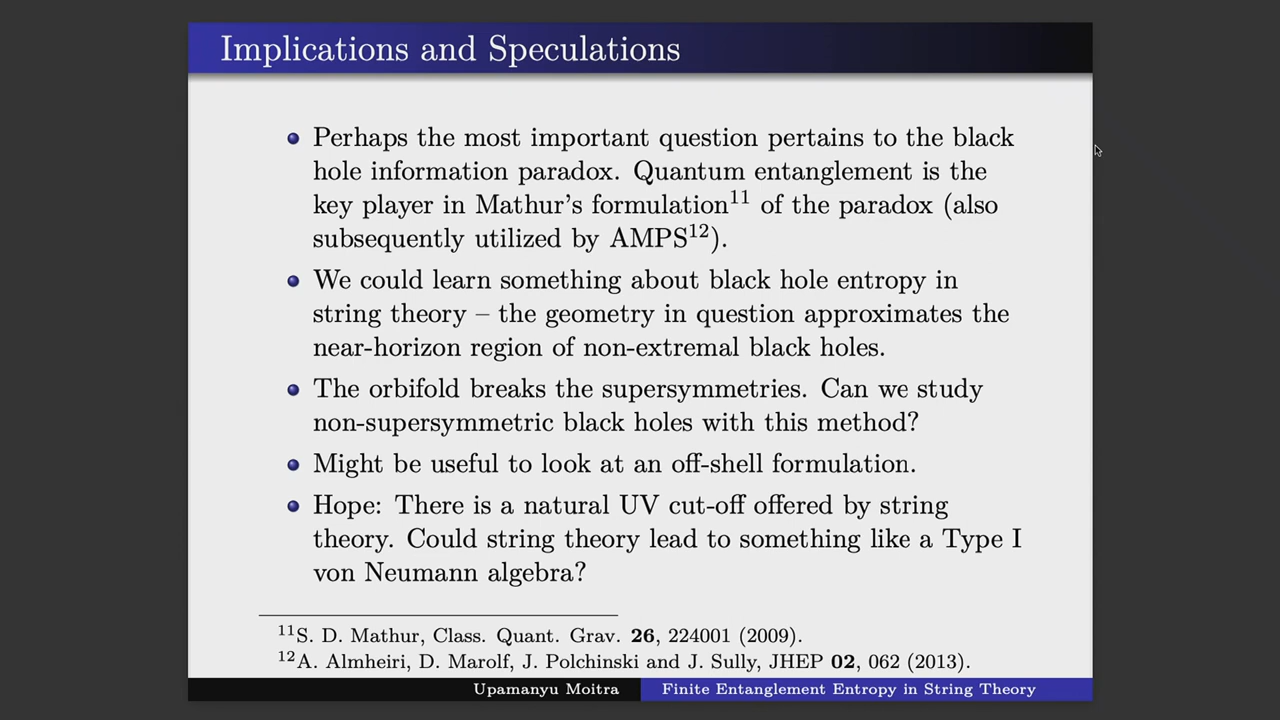 Implications and Speculations
Perhaps the most important question pertains to the black
hole information paradox. Quantum entanglement is the
key player in Mathur's formulation11 of the paradox (also
subsequently utilized by AMPS12).
We could learn something about black hole entropy in
string theory – the geometry in question approximates the
near-horizon region of non-extremal black holes.
The orbifold breaks the supersymmetries. Can we study
non-supersymmetric black holes with this method?
Might be useful to look at an off-shell formulation.
Hope: There is a natural UV cut-off offered by string
theory. Could string theory lead to something like a Type I
von Neumann algebra?
11S. D. Mathur, Class. Quant. Grav. 26, 224001 (2009).
12A. Almheiri, D. Marolf, J. Polchinski and J. Sully, JHEP 02, 062 (2013).
Upamanyu Moitra Finite Entanglement Entropy in String Theory